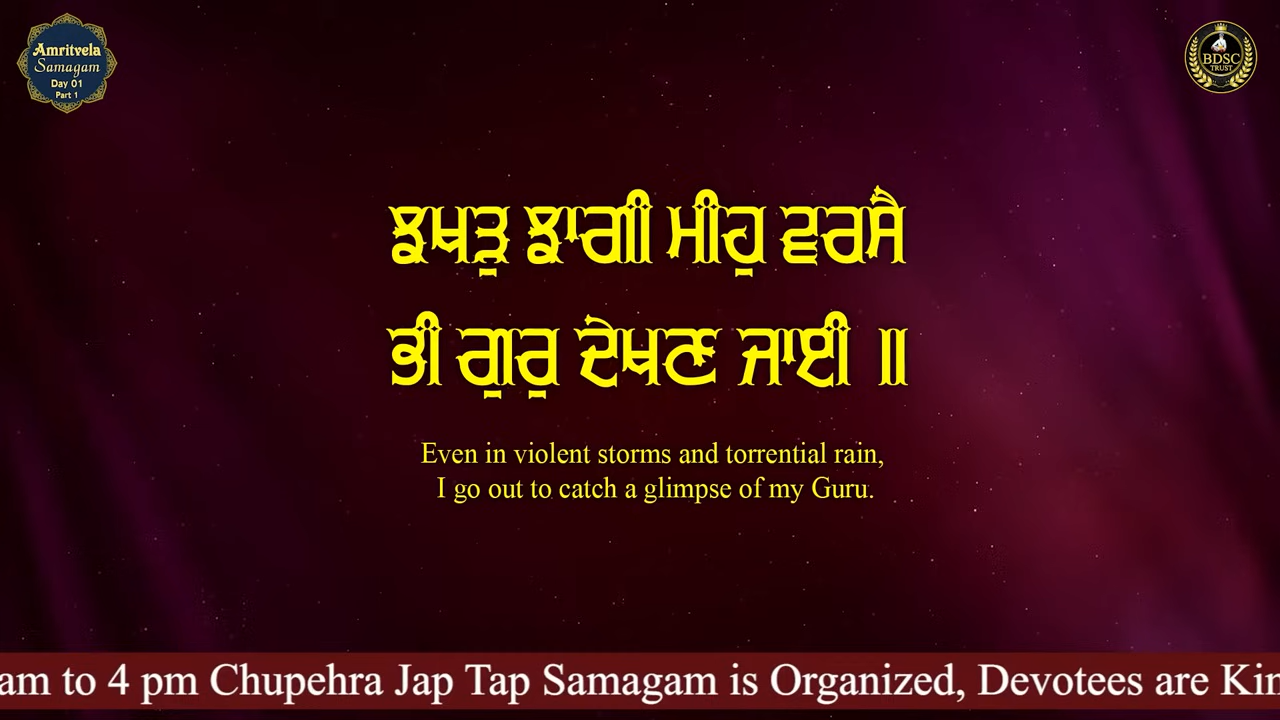 Amritvela
Samagam
Day 01
Part 1
BDSC
TRUST
ਝਖੜੁ ਝਾਗੀ ਮੀਹੁ ਵਰਸੈ
ਭੀ ਗੁਰੁ ਦੇਖਣ ਜਾਈ ॥
Even in violent storms and torrential rain,
I go out to catch a glimpse of my Guru.
am to 4 pm Chupehra Jap Tap Samagam is Organized, Devotees are Kin